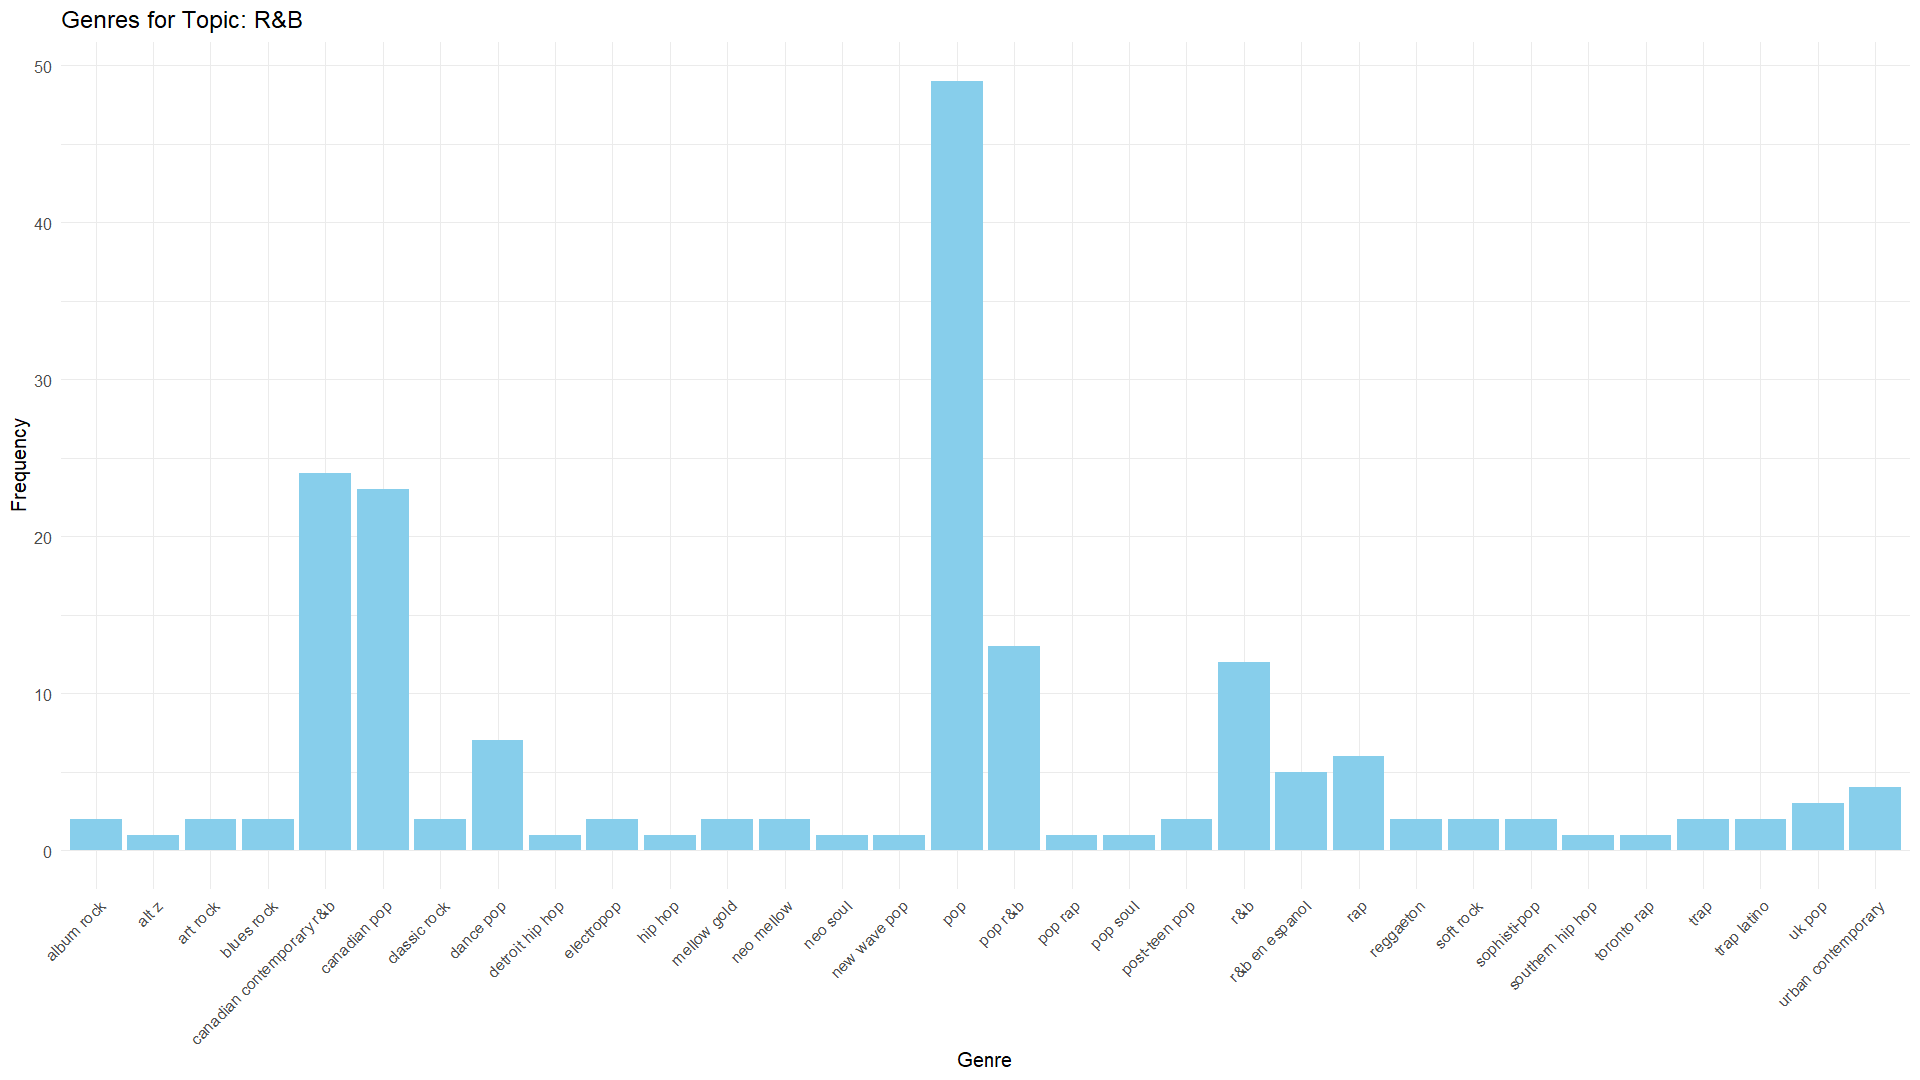 Genres for Topic: R&B
50
40
30
20
10
0
Frequency
album rock
alt z
art rock
blues rock
canadian contemporary r&b
canadian pop
classic rock
dance pop
detroit hip hop
electropop
hip hop
mellow gold
neo mellow
neo soul
new wave pop
pop
pop r&b
pop rap
pop soul
post-teen pop
r&b
r&b en espanol
rap
reggaeton
soft rock
sophisti-pop
southern hip hop
toronto rap
trap
trap latino
uk pop
urban contemporary
Genre